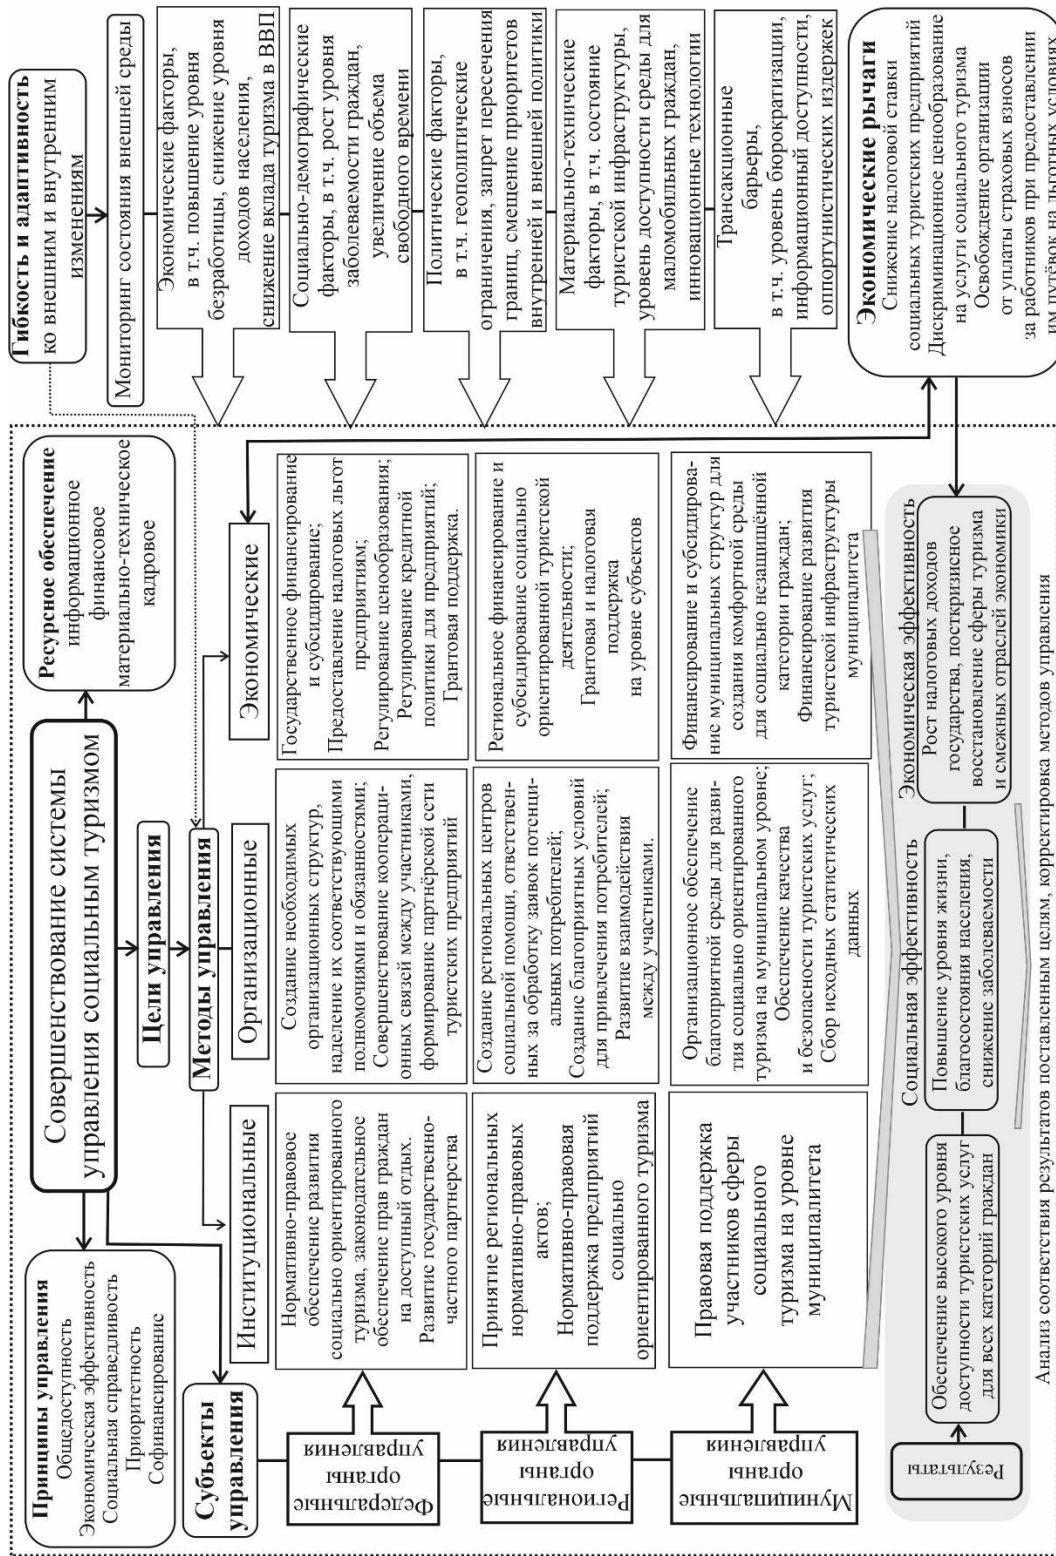 Совершенствование системы
управления социальным туризмом
Принципы управления
Общедоступность
Экономическая эффективность
Социальная справедливость
Приоритетность
Софинансирование
Ресурсное обеспечение
информационное
финансовое
материально-техническое
кадровое
Гибкость и адаптивность
ко внешним и внутренним
изменениям
Мониторинг состояния внешней среды
Цели управления
Методы управления
Субъекты
управления
Институциональные
Организационные
Экономические
Федеральные
органы
управления
Нормативно-правовое
обеспечение развития
социально ориентированного
туризма, законодательное
обеспечение прав граждан
на доступный отдых.
Развитие государственно-
частного партнерства
Создание необходимых
организационных структур,
наделение их соответствующими
полномочиями и обязанностями;
Совершенствование коопераци-
онных связей между участниками,
формирование партнёрской сети
туристских предприятий
Государственное финансирование
и субсидирование;
Предоставление налоговых льгот
предприятиям;
Регулирование ценообразования;
Регулирование кредитной
политики для предприятий;
Грантовая поддержка.
Региональные
органы
управления
Принятие региональных
нормативно-правовых
актов;
Нормативно-правовая
поддержка предприятий
социально
ориентированного туризма
Создание региональных центров
социальной помощи, ответствен-
ных за обработку заявок потенци-
альных потребителей;
Создание благоприятных условий
для привлечения потребителей;
Развитие взаимодействия
между участниками.
Региональное финансирование и
субсидирование социально
ориентированной туристской
деятельности;
Грантовая и налоговая
поддержка
на уровне субъектов
Муниципальные
органы
управления
Правовая поддержка
участников сферы
социального
туризма на уровне
муниципалитета
Организационное обеспечение
благоприятной среды для разви-
тия социально ориентированного
туризма на муниципальном уровне;
Обеспечение качества
и безопасности туристских услуг;
Сбор исходных статистических
данных
Финансирование и субсидирова-
ние муниципальных структур для
создания комфортной среды
для социально незащищённой
категории граждан;
Финансирование развития
туристкой инфраструктуры
муниципалитета
Экономические факторы,
в т.ч. повышение уровня
безработицы, снижение уровня
доходов населения,
снижение вклада туризма в ВВП
Социально-демографические
факторы, в т.ч. рост уровня
заболеваемости граждан,
увеличение объема
свободного времени
Политические факторы,
в т.ч. геополитические
ограничения, запрет пересечения
границ, смещение приоритетов
внутренней и внешней политики
Материально-технические
факторы, в т.ч. состояние
туристской инфраструктуры,
уровень доступности среды для
маломобильных граждан,
инновационные технологии
Трансакционные
барьеры,
в т.ч. уровень бюрократизации,
информационной доступности,
оппортунистических издержек
Экономические рычаги
Снижение налоговой ставки
социальных туристских предприятий
Дискриминационное ценообразование
на услуги социального туризма
Освобождение организации
от уплаты страховых взносов
за работников при предоставлении
им путёвок на льготных условиях
Результаты
Обеспечение высокого уровня
доступности туристских услуг
для всех категорий граждан
Социальная эффективность
Повышение уровня жизни,
благосостояния населения,
снижение заболеваемости
Экономическая эффективность
Рост налоговых доходов
государства, посткризисное
восстановление сферы туризма
и смежных отраслей экономики
Анализ соответствия результатов поставленным целям, корректировка методов управления